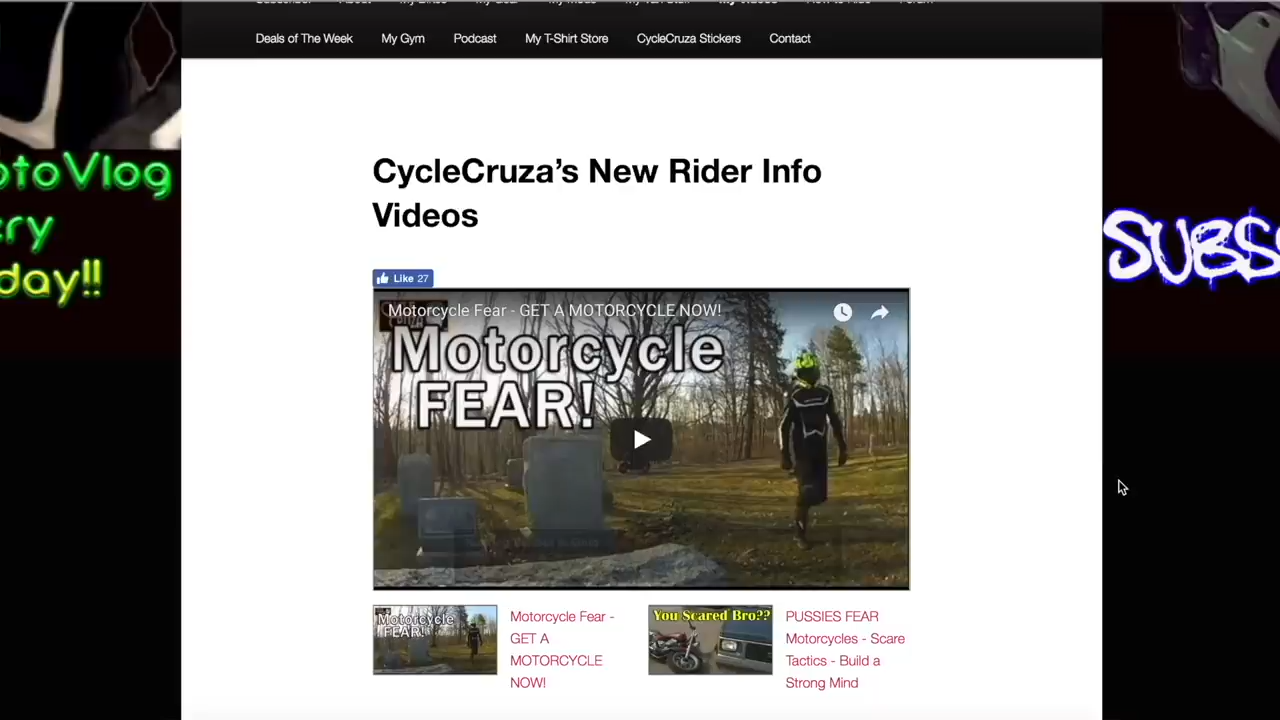 Deals of The Week My Gym Podcast My T-Shirt Store CycleCruza Stickers Contact
otoVlog
ery
day!!
SUBS
CycleCruza's New Rider Info
Videos
Like 27
Motorcycle Fear - GET A MOTORCYCLE NOW!
Motorcycle
FEAR!
Motorcycle
FEAR!
Motorcycle Fear -
GET A
MOTORCYCLE
NOW!
You Scared Bro??
PUSSIES FEAR
Motorcycles - Scare
Tactics - Build a
Strong Mind